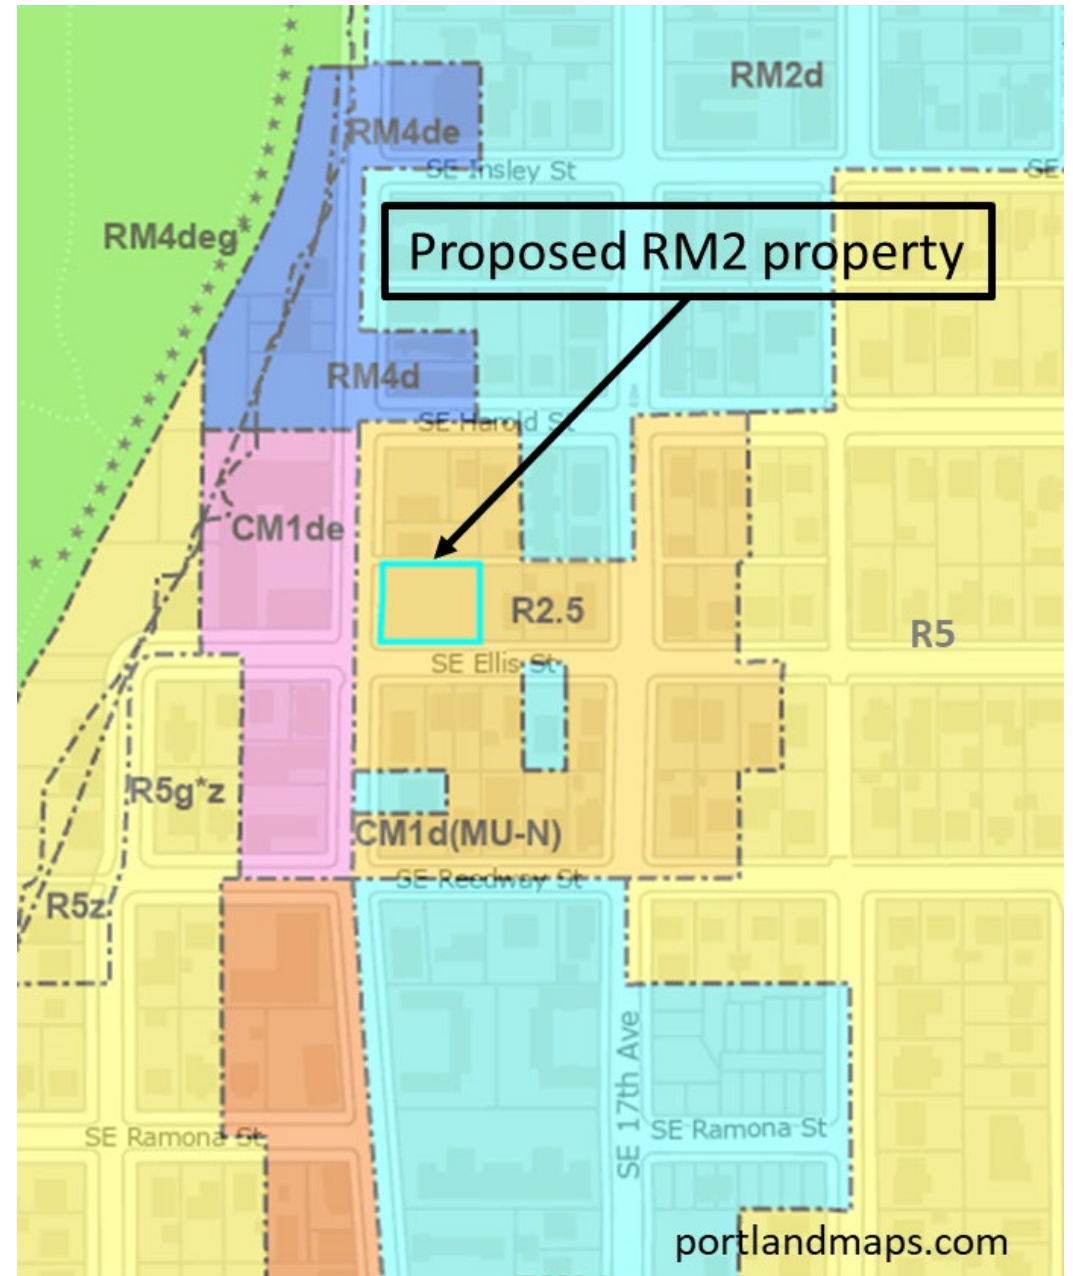 RM2d
RM4de
SE Insley St
SE
RM4deg
Proposed RM2 property
RM4d
SE Harold St
CM1de
R2.5
R5
SE Ellis St
R5g*z
CM1d(MU-N)
SE Reedway St
R5z
SE 17th Ave
SE Ramona St
SE Ramona St
portlandmaps.com